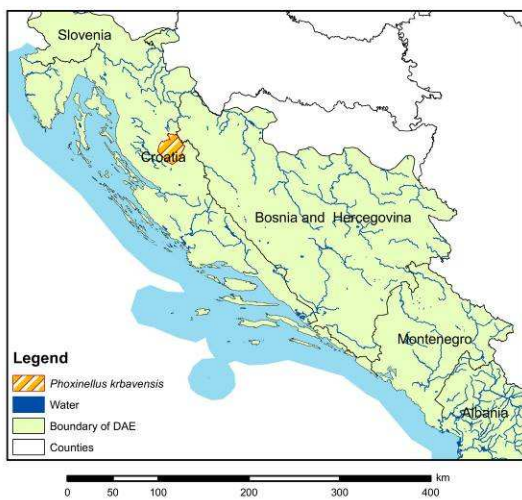 Slovenia
Croatia
Bosnia and Hercegovina
Montenegro
Albania
Legend
Phoxinellus krbavensis
Water
Boundary of DAE
Counties
km
0 50 100 200 300 400